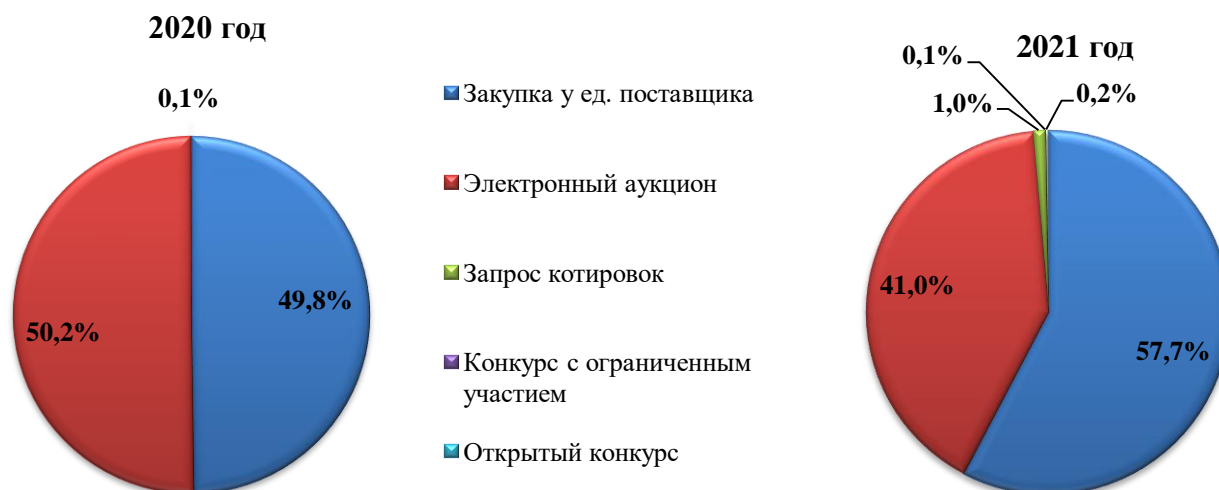 2020 год
0,1%
49,8%
50,2%
Закупка у ед. поставщика
Электронный аукцион
Запрос котировок
Конкурс с ограниченным
участием
Открытый конкурс
2021 год
0,1%
1,0%
0,2%
41,0%
57,7%